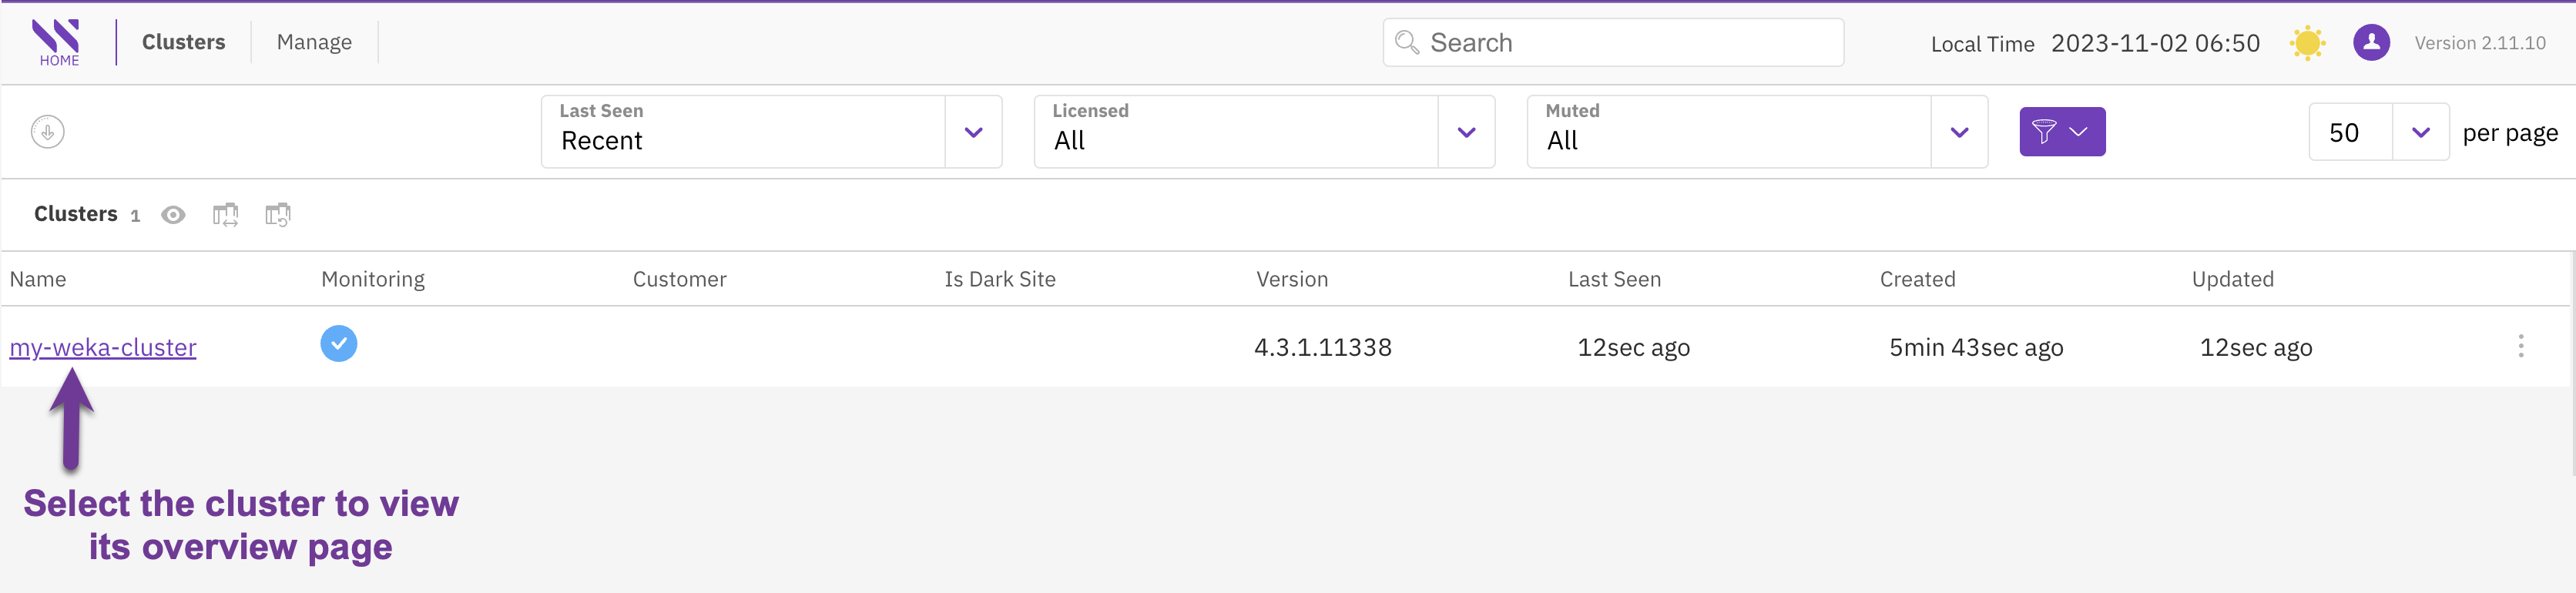 HOME
Clusters
Manage
Search
Local Time 2023-11-02 06:50
Version 2.11.10
Last Seen
Recent
Licensed
All
Muted
All
50
per page
Clusters 1
Name
Monitoring
Customer
Is Dark Site
Version
Last Seen
Created
Updated
my-weka-cluster
4.3.1.11338
12sec ago
5min 43sec ago
12sec ago
Select the cluster to view
its overview page